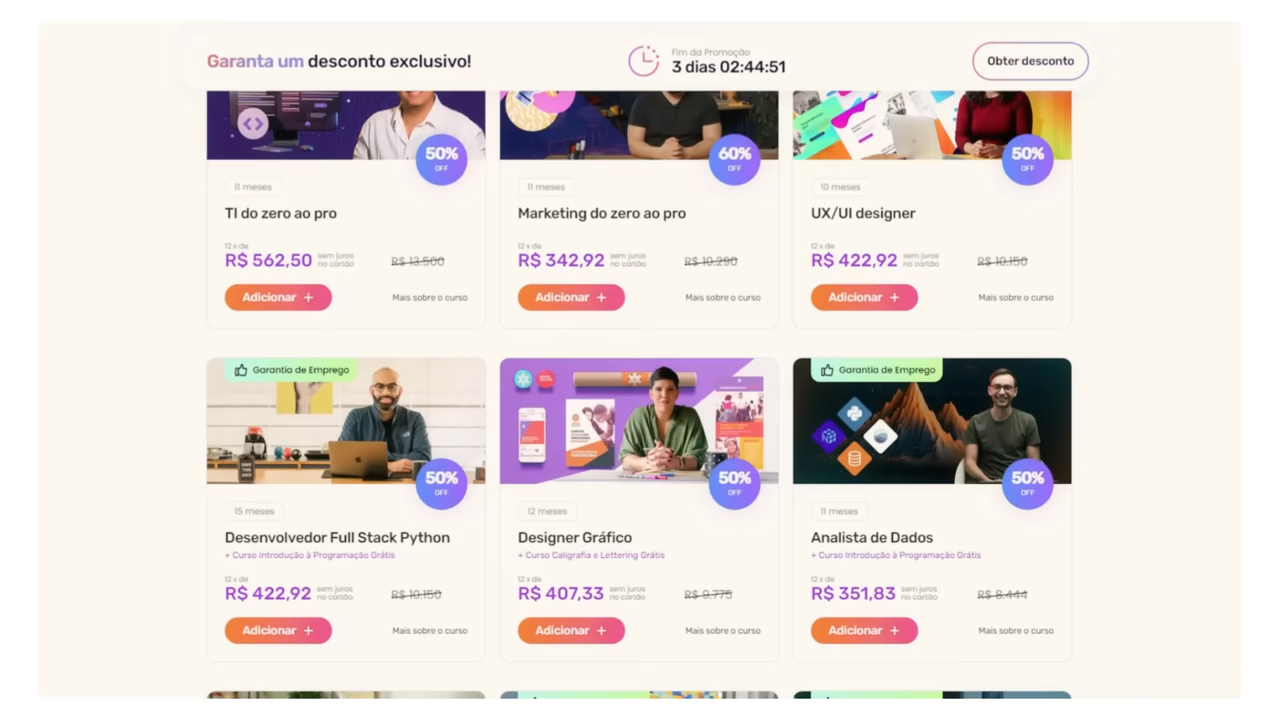 Garanta um desconto exclusivo!
Fim da Promoção
3 dias 02:44:51
Obter desconto
50%
OFF
60%
OFF
50%
OFF
11 meses
11 meses
10 meses
TI do zero ao pro
Marketing do zero ao pro
UX/UI designer
12 x de
R$ 562,50 sem juros no cartão R$ 13.500
12 x de
R$ 342,92 sem juros no cartão R$ 10.290
12 x de
R$ 422,92 sem juros no cartão R$ 10.150
Adicionar + Mais sobre o curso
Adicionar + Mais sobre o curso
Adicionar + Mais sobre o curso
Garantia de Emprego
Garantia de Emprego
50%
OFF
50%
OFF
50%
OFF
15 meses
12 meses
11 meses
Desenvolvedor Full Stack Python
+ Curso Introdução à Programação Grátis
Designer Gráfico
+ Curso Caligrafia e Lettering Grátis
Analista de Dados
+ Curso Introdução à Programação Grátis
12 x de
R$ 422,92 sem juros no cartão R$ 10.150
12 x de
R$ 407,33 sem juros no cartão R$ 9.775
12 x de
R$ 351,83 sem juros no cartão R$ 8.444
Adicionar + Mais sobre o curso
Adicionar + Mais sobre o curso
Adicionar + Mais sobre o curso